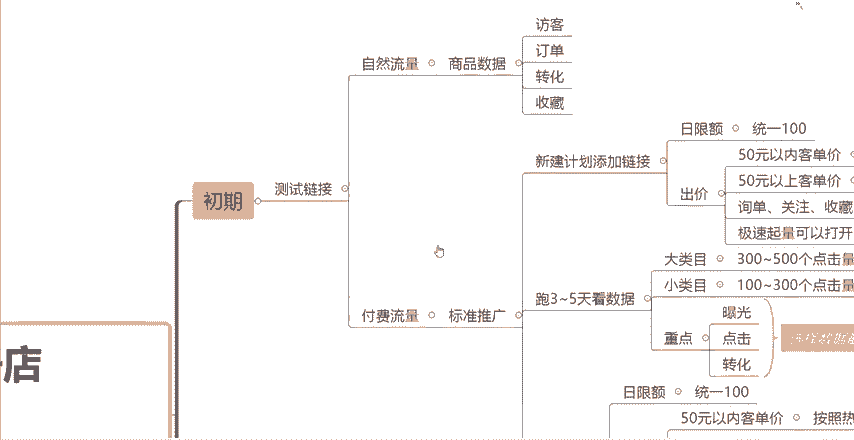 访客
订单
转化
收藏
自然流量
商品数据
日限额
统一100
新建计划添加链接
50元以内客单价
50元以上客单价
出价
询单、关注、收藏
极速起量可以打开
初期
测试链接
大类目
300~500个点击量
小类目
100~300个点击量
跑3~5天看数据
付费流量
标准推广
曝光
重点
点击
转化
店
日限额
统一100
50元以内客单价
按照热